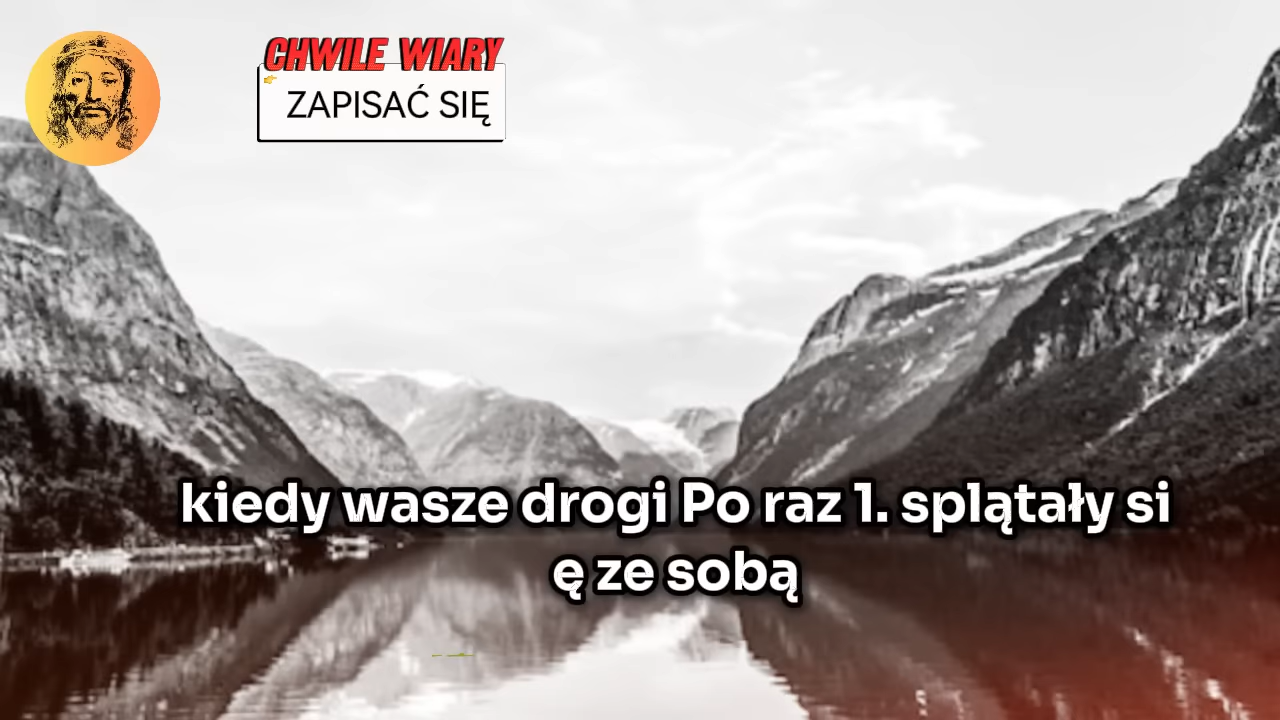 CHWILE WIARY
ZAPISAĆ SIĘ
kiedy wasze drogi Po raz 1. splątały si
ę ze sobą